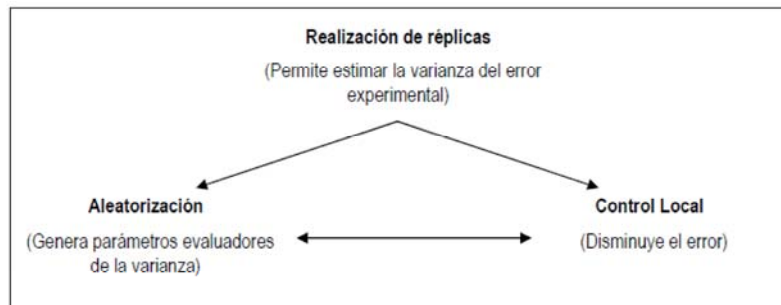 Realización de réplicas
(Permite estimar la varianza del error
experimental)
Aleatorización
(Genera parámetros evaluadores
de la varianza)
Control Local
(Disminuye el error)